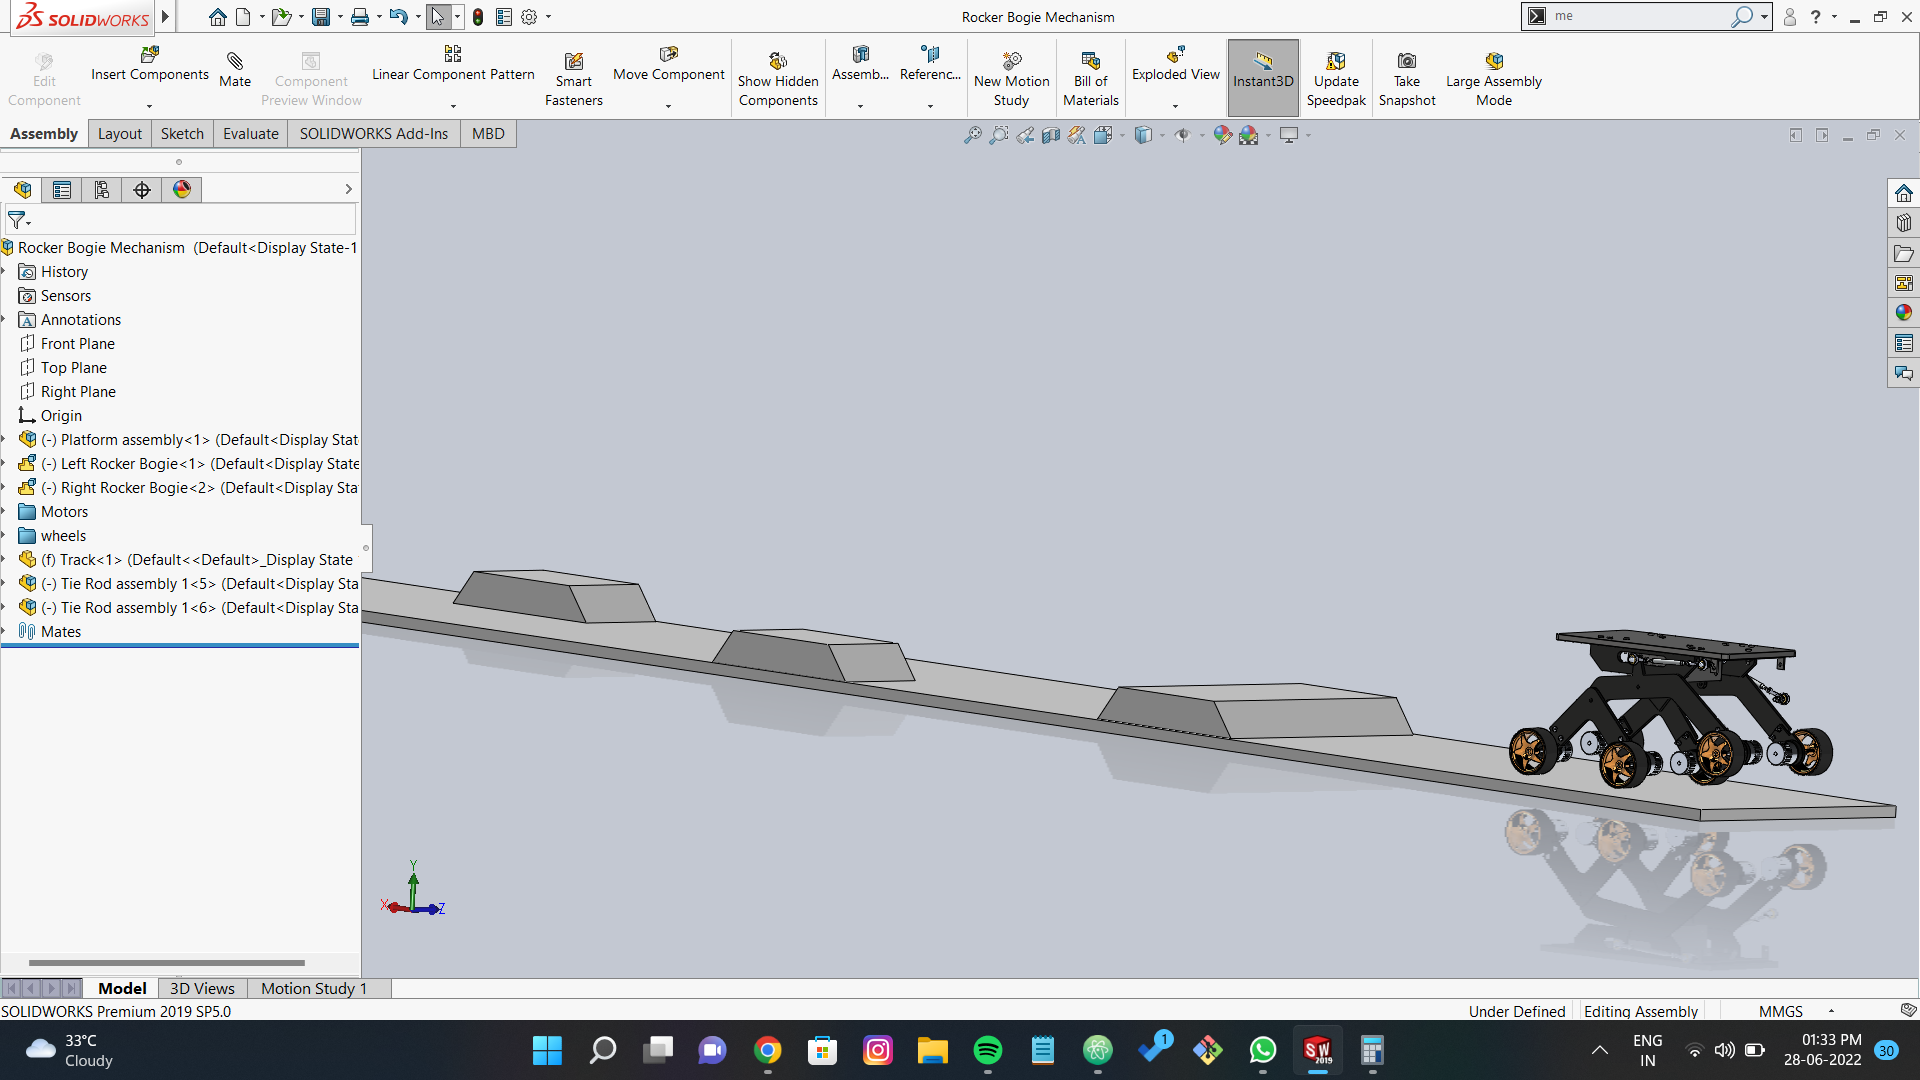 SOLIDWORKS
Rocker Bogie Mechanism
me
?
Edit Component
Insert Components
Mate
Component Preview Window
Linear Component Pattern
Smart Fasteners
Move Component
Show Hidden Components
Assemb...
Referenc...
New Motion Study
Bill of Materials
Exploded View
Instant3D
Update Speedpak
Take Snapshot
Large Assembly Mode
Assembly
Layout
Sketch
Evaluate
SOLIDWORKS Add-Ins
MBD
Rocker Bogie Mechanism (Default<Display State-1
History
Sensors
Annotations
Front Plane
Top Plane
Right Plane
Origin
(-) Platform assembly<1> (Default<Display Stat
(-) Left Rocker Bogie<1> (Default<Display State
(-) Right Rocker Bogie<2> (Default<Display Sta
Motors
wheels
(f) Track<1> (Default<<Default>_Display State
(-) Tie Rod assembly 1<5> (Default<Display Sta
(-) Tie Rod assembly 1<6> (Default<Display Sta
Mates
Y
X
Z
Model
3D Views
Motion Study 1
SOLIDWORKS Premium 2019 SP5.0
Under Defined
Editing Assembly
MMGS
33°C
Cloudy
1
SW
2019
ENG
IN
01:33 PM
28-06-2022
30